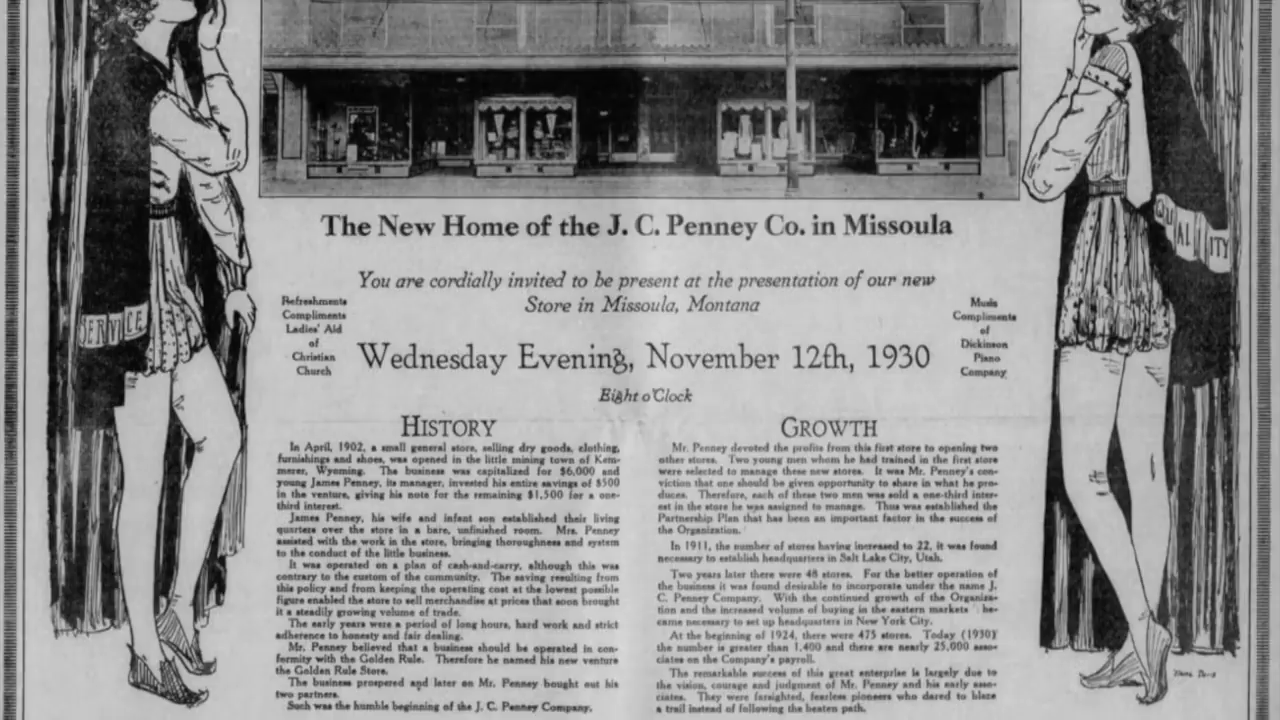 The New Home of the J. C. Penney Co. in Missoula
You are cordially invited to be present at the presentation of our new
Store in Missoula, Montana
Refreshments
Compliments
Ladies' Aid
of
Christian
Church
Music
Compliments
of
Dickinson
Piano
Company
Wednesday Evening, November 12th, 1930
Eight o'Clock
SERVICE
QUALITY
HISTORY
In April, 1902, a small general store, selling dry goods, clothing,
furnishings and shoes, was opened in the little mining town of Kem-
merer, Wyoming. The business was capitalized for $6,000 and
young James Penney, its manager, invested his entire savings of $500
in the venture, giving his note for the remaining $1,500 for a one-
third interest.
James Penney, his wife and infant son established their living
quarters over the store in a bare, unfinished room. Mrs. Penney
assisted with the work in the store, bringing thoroughness and system
to the conduct of the little business.
It was operated on a plan of cash-and-carry, although this was
contrary to the custom of the community. The saving resulting from
this policy and from keeping the operating cost at the lowest possible
figure enabled the store to sell merchandise at prices that soon brought
it a steadily growing volume of trade.
The early years were a period of long hours, hard work and strict
adherence to honesty and fair dealing.
Mr. Penney believed that a business should be operated in con-
formity with the Golden Rule. Therefore he named his new venture
the Golden Rule Store.
The business prospered and later on Mr. Penney bought out his
two partners.
Such was the humble beginning of the J. C. Penney Company.
GROWTH
Mr. Penney devoted the profits from this first store to opening two
other stores. Two young men whom he had trained in the first store
were selected to manage these new stores. It was Mr. Penney's con-
viction that one should be given opportunity to share in what he pro-
duces. Therefore, each of these two men was sold a one-third inter-
est in the store he was assigned to manage. Thus was established the
Partnership Plan that has been an important factor in the success of
the Organization.
In 1911, the number of stores having increased to 22, it was found
necessary to establish headquarters in Salt Lake City, Utah.
Two years later there were 48 stores. For the better operation of
the business it was found desirable to incorporate under the name J.
C. Penney Company. With the continued growth of the Organiza-
tion and the increased volume of buying in the eastern markets be-
came necessary to set up headquarters in New York City.
At the beginning of 1924, there were 475 stores. Today (1930)
the number is greater than 1,400 and there are nearly 25,000 asso-
ciates on the Company's payroll.
The remarkable success of this great enterprise is largely due to
the vision, courage and judgment of Mr. Penney and his early asso-
ciates. They were farsighted, fearless pioneers who dared to blaze
a trail instead of following the beaten path.